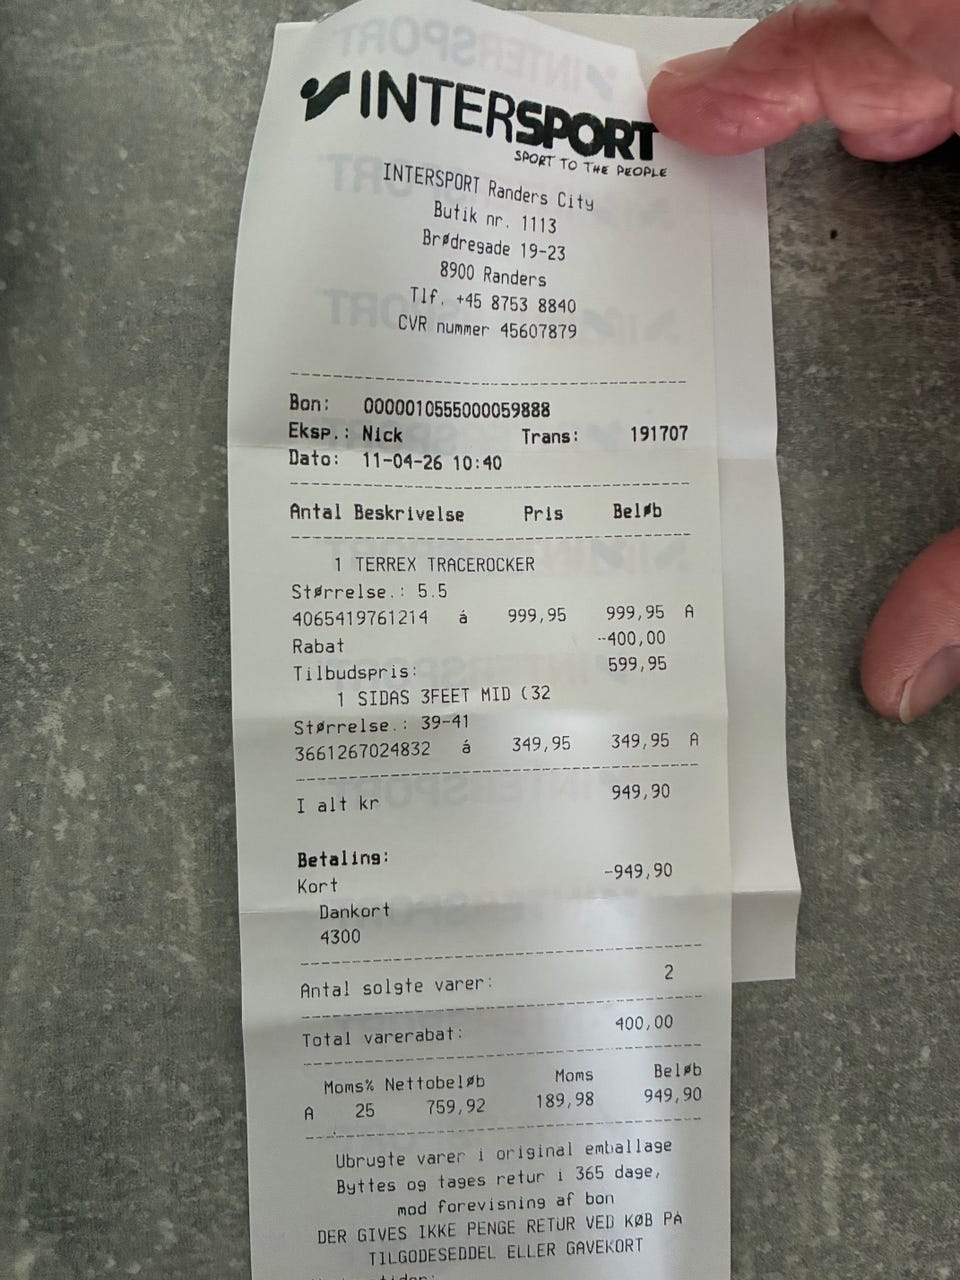 INTERSPORT
SPORT TO THE PEOPLE
INTERSPORT Randers City
Butik nr. 1113
Brødregade 19-23
8900 Randers
Tlf. +45 8753 8840
CVR nummer 45607879
Bon: 0000010555000059888
Eksp.: Nick Trans: 191707
Dato: 11-04-26 10:40
Antal Beskrivelse Pris Beløb
1 TERREX TRACEROCKER
Størrelse.: 5.5
4065419761214 á 999,95 999,95 A
Rabat -400,00
Tilbudspris: 599,95
1 SIDAS 3FEET MID (32
Størrelse.: 39-41
3661267024832 á 349,95 349,95 A
I alt kr 949,90
Betaling:
Kort -949,90
Dankort
4300
Antal solgte varer: 2
Total varerabat: 400,00
Moms% Nettobeløb Moms Beløb
A 25 759,92 189,98 949,90
Ubrugte varer i original emballage
Byttes og tages retur i 365 dage,
mod forevisning af bon
DER GIVES IKKE PENGE RETUR VED KØB PÅ
TILGODESEDDEL ELLER GAVEKORT